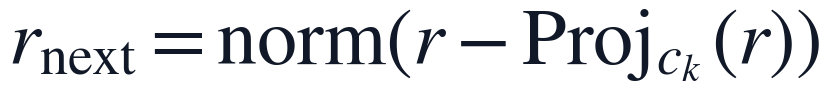 r_next = norm(r − Proj_{c_k}(r))